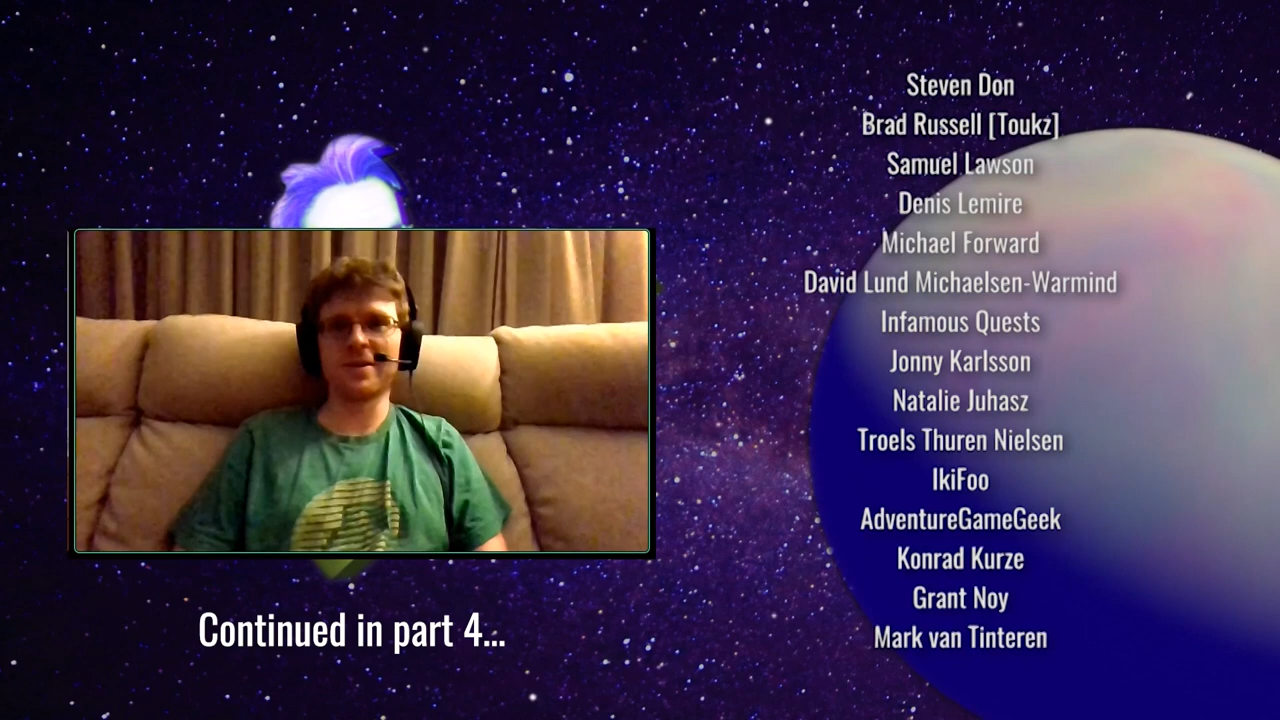 Steven Don
Brad Russell [Toukz]
Samuel Lawson
Denis Lemire
Michael Forward
David Lund Michaelsen-Warmind
Infamous Quests
Jonny Karlsson
Natalie Juhasz
Troels Thuren Nielsen
IkiFoo
AdventureGameGeek
Konrad Kurze
Grant Noy
Mark van Tinteren
Continued in part 4...